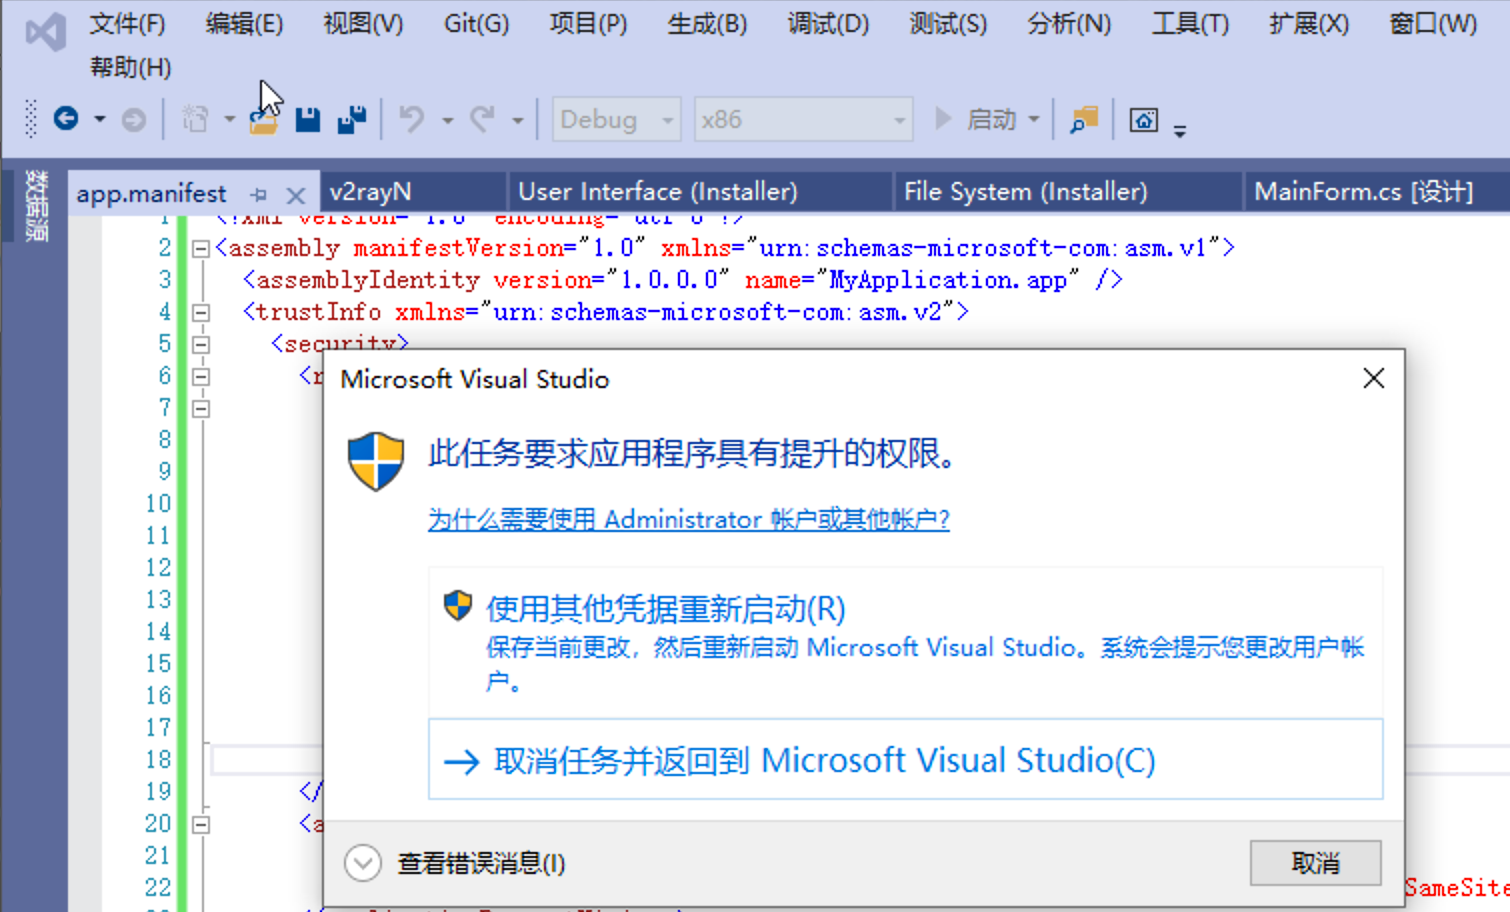 文件(F) 编辑(E) 视图(V) Git(G) 项目(P) 生成(B) 调试(D) 测试(S) 分析(N) 工具(T) 扩展(X) 窗口(W)
帮助(H)
Debug x86 启动
数据源
app.manifest v2rayN User Interface (Installer) File System (Installer) MainForm.cs [设计]
1 <?xml version="1.0" encoding="utf-8"?>
2 <assembly manifestVersion="1.0" xmlns="urn:schemas-microsoft-com:asm.v1">
3 <assemblyIdentity version="1.0.0.0" name="MyApplication.app" />
4 <trustInfo xmlns="urn:schemas-microsoft-com:asm.v2">
5 <security>
6 <r
7
8
9
10
11
12
13
14
15
16
17
18
19 </
20 <a
21
22 SameSite
Microsoft Visual Studio
此任务要求应用程序具有提升的权限。
为什么需要使用 Administrator 帐户或其他帐户?
使用其他凭据重新启动(R)
保存当前更改，然后重新启动 Microsoft Visual Studio。系统会提示您更改用户帐
户。
取消任务并返回到 Microsoft Visual Studio(C)
查看错误消息(I)
取消